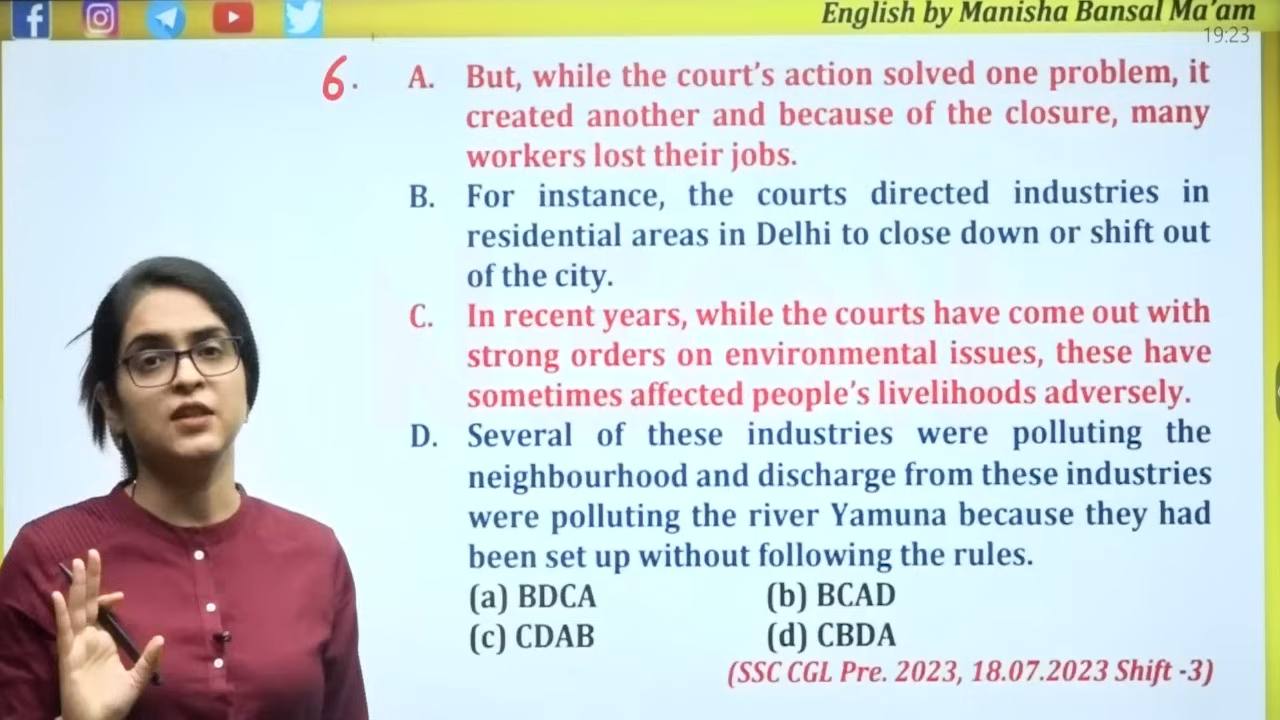 English by Manisha Bansal Ma'am
19:23
6. A. But, while the court's action solved one problem, it
created another and because of the closure, many
workers lost their jobs.
B. For instance, the courts directed industries in
residential areas in Delhi to close down or shift out
of the city.
C. In recent years, while the courts have come out with
strong orders on environmental issues, these have
sometimes affected people's livelihoods adversely.
D. Several of these industries were polluting the
neighbourhood and discharge from these industries
were polluting the river Yamuna because they had
been set up without following the rules.
(a) BDCA (b) BCAD
(c) CDAB (d) CBDA
(SSC CGL Pre. 2023, 18.07.2023 Shift -3)